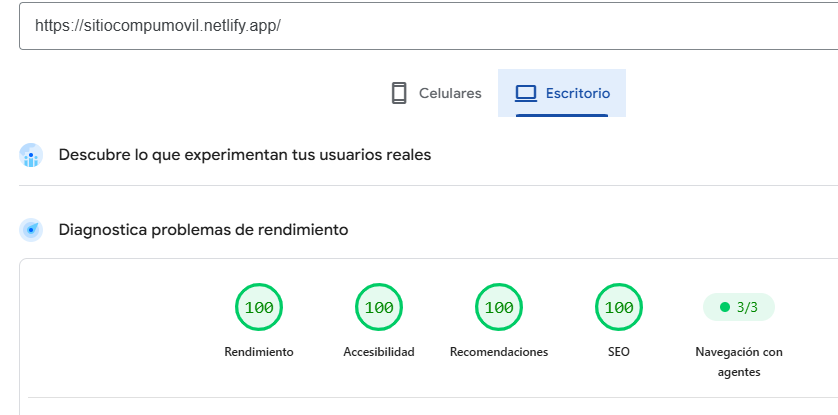 https://sitiocompumovil.netlify.app/
Celulares
Escritorio
Descubre lo que experimentan tus usuarios reales
Diagnostica problemas de rendimiento
100
100
100
100
3/3
Rendimiento
Accesibilidad
Recomendaciones
SEO
Navegación con
agentes